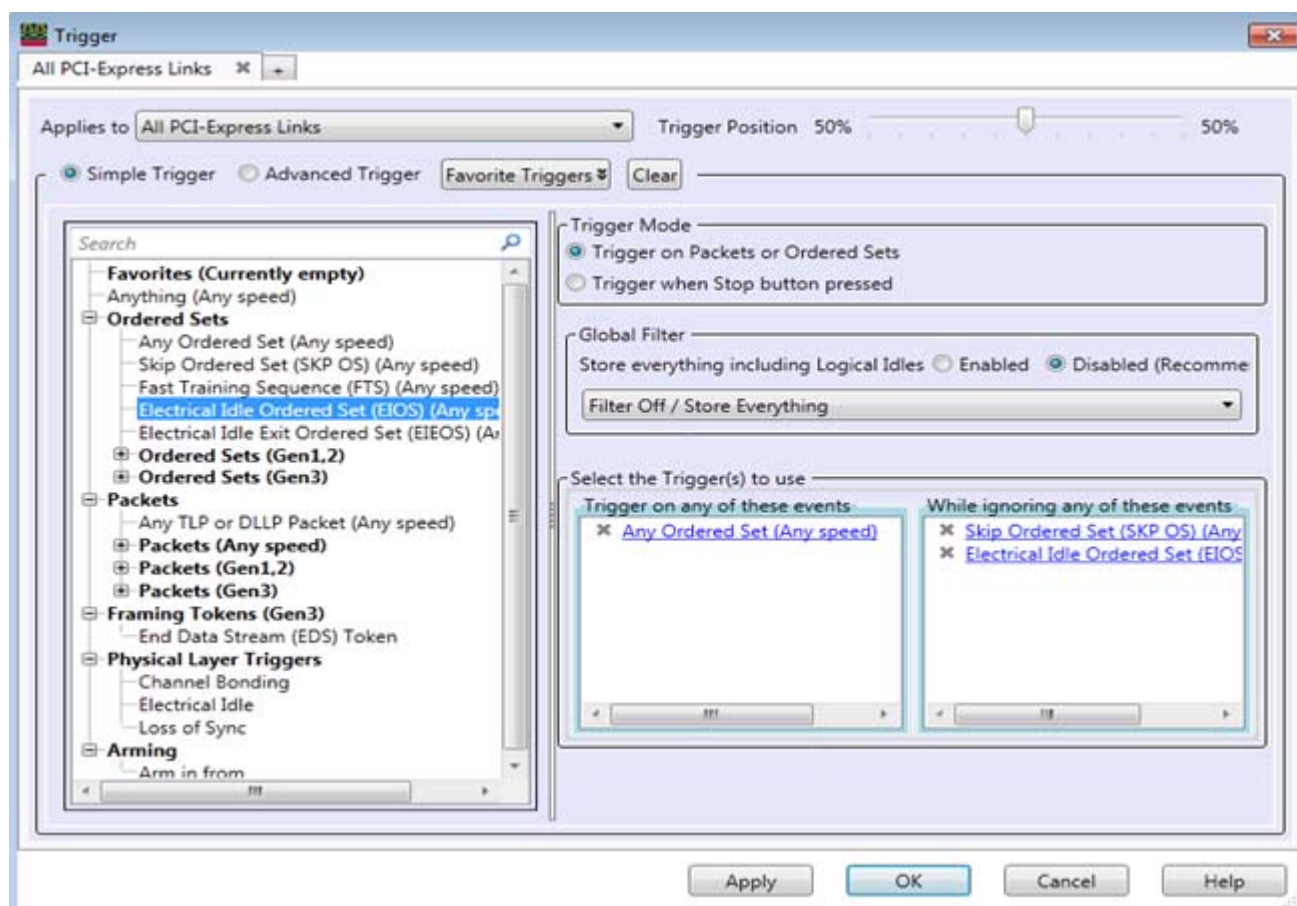 Trigger
All PCI-Express Links
Applies to All PCI-Express Links Trigger Position 50% 50%
Simple Trigger Advanced Trigger Favorite Triggers Clear
Search
Favorites (Currently empty)
Anything (Any speed)
Ordered Sets
Any Ordered Set (Any speed)
Skip Ordered Set (SKP OS) (Any speed)
Fast Training Sequence (FTS) (Any speed)
Electrical Idle Ordered Set (EIOS) (Any spe
Electrical Idle Exit Ordered Set (EIEOS) (A
Ordered Sets (Gen1,2)
Ordered Sets (Gen3)
Packets
Any TLP or DLLP Packet (Any speed)
Packets (Any speed)
Packets (Gen1,2)
Packets (Gen3)
Framing Tokens (Gen3)
End Data Stream (EDS) Token
Physical Layer Triggers
Channel Bonding
Electrical Idle
Loss of Sync
Arming
Arm in from
Trigger Mode
Trigger on Packets or Ordered Sets
Trigger when Stop button pressed
Global Filter
Store everything including Logical Idles Enabled Disabled (Recomme
Filter Off / Store Everything
Select the Trigger(s) to use
Trigger on any of these events
Any Ordered Set (Any speed)
While ignoring any of these events
Skip Ordered Set (SKP OS) (Any
Electrical Idle Ordered Set (EIOS
Apply OK Cancel Help